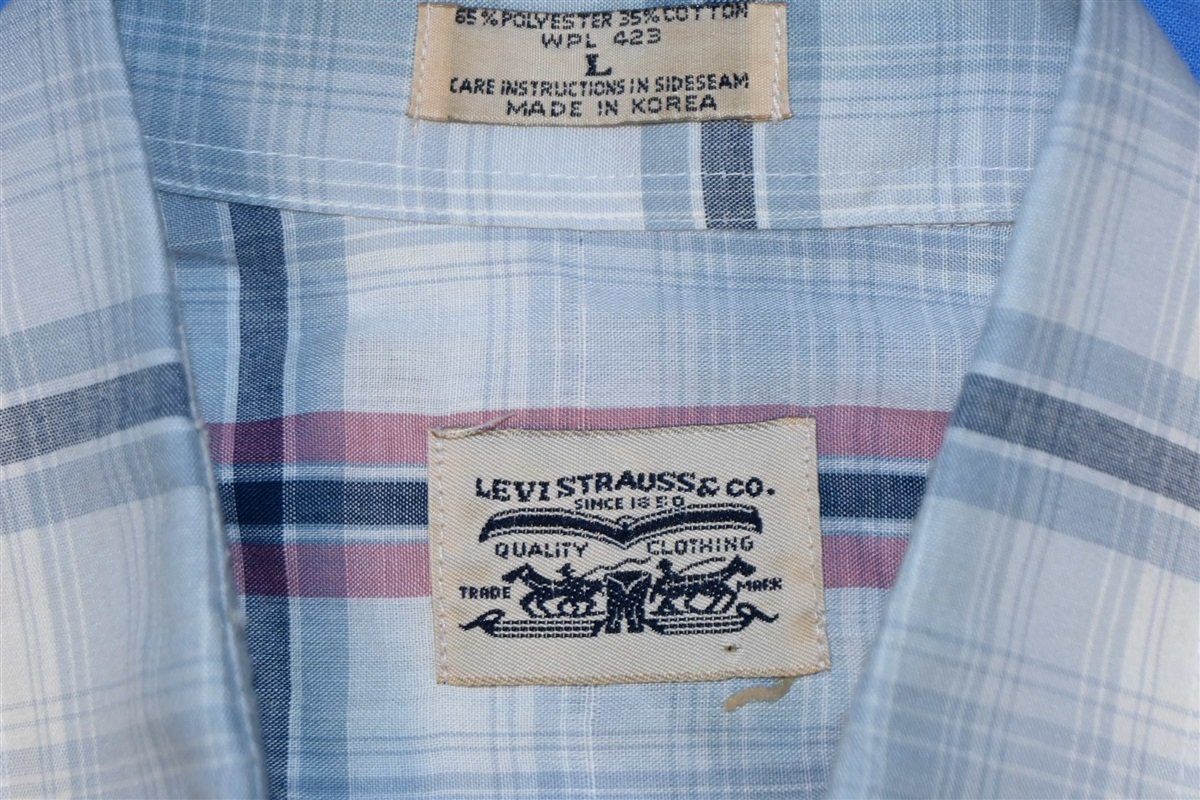 65% POLYESTER 35% COTTON
WPL 423
L
CARE INSTRUCTIONS IN SIDESEAM
MADE IN KOREA
LEVI STRAUSS & CO.
SINCE 1850
QUALITY CLOTHING
TRADE MARK